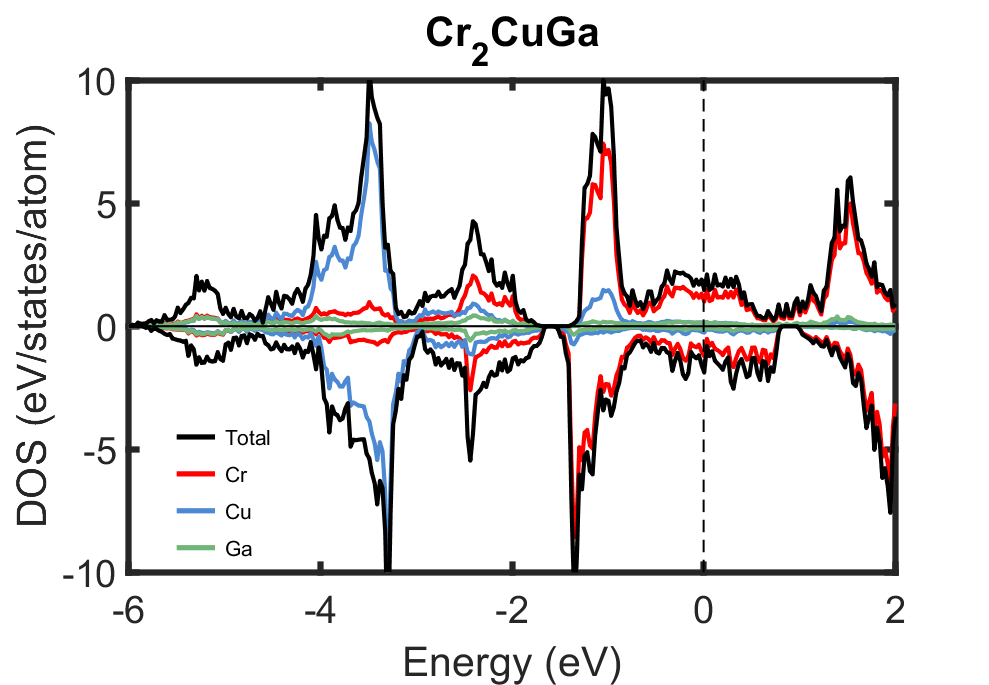 Cr₂CuGa
DOS (eV/states/atom)
10
5
0
-5
-10
Total
Cr
Cu
Ga
-6 -4 -2 0 2
Energy (eV)